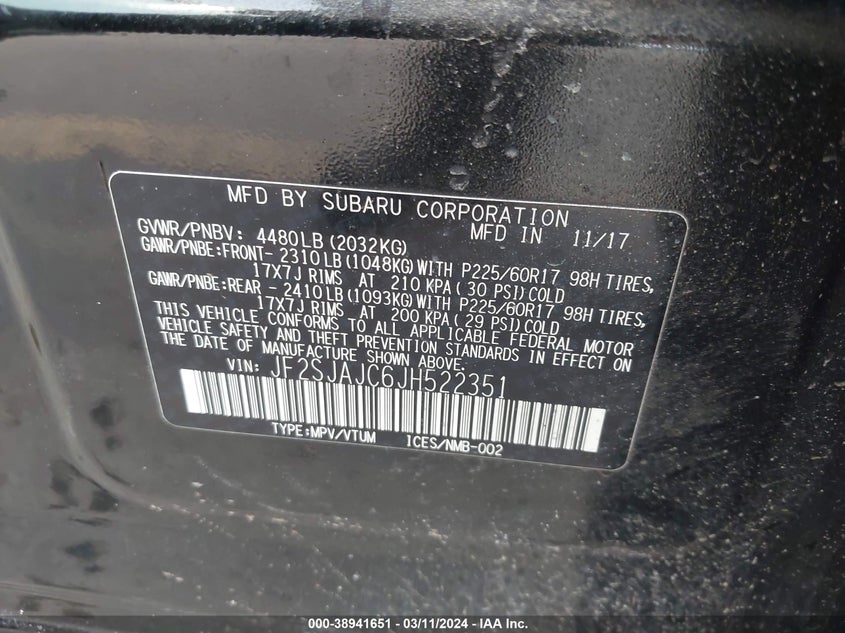 MFD BY SUBARU CORPORATION
MFD IN 11/17
GVWR/PNBV: 4480LB (2032KG)
GAWR/PNBE:FRONT- 2310LB (1048KG) WITH P225/60R17 98H TIRES,
17X7J RIMS AT 210 KPA (30 PSI) COLD
GAWR/PNBE:REAR - 2410LB (1093KG) WITH P225/60R17 98H TIRES,
17X7J RIMS AT 200 KPA (29 PSI) COLD
THIS VEHICLE CONFORMS TO ALL APPLICABLE FEDERAL MOTOR
VEHICLE SAFETY AND THEFT PREVENTION STANDARDS IN EFFECT ON
THE DATE OF MANUFACTURE SHOWN ABOVE.
VIN: JF2SJAJC6JH522351
TYPE:MPV/VTUM ICES/NMB-002
000-38941651 - 03/11/2024 - IAA Inc.